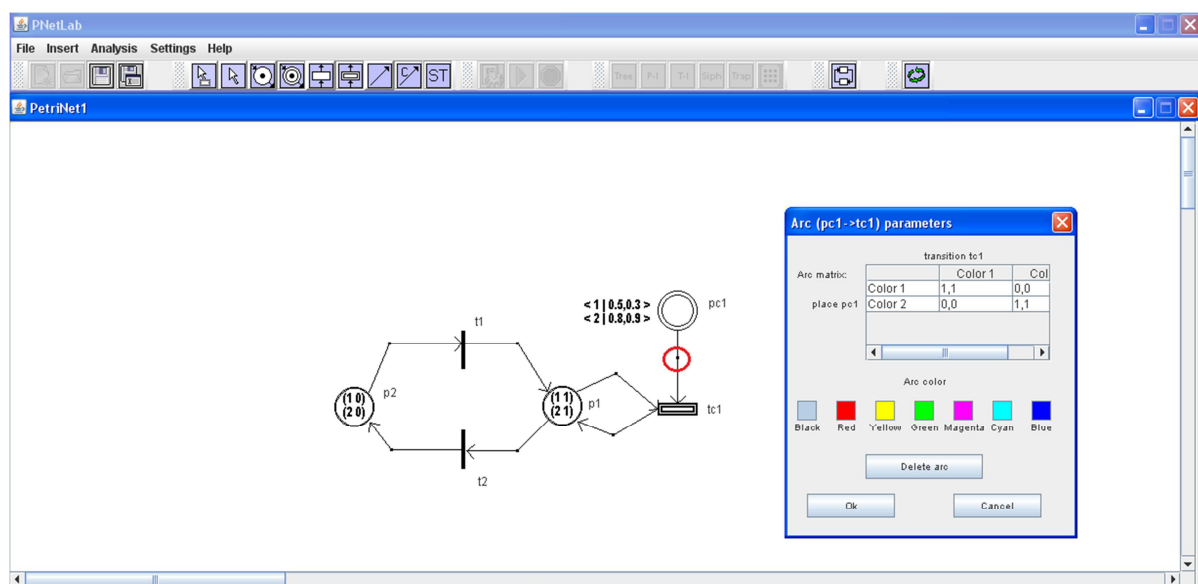 PNetLab
File Insert Analysis Settings Help
C ST Tree P-I T-I Siph Trap
PetriNet1
Arc (pc1->tc1) parameters
transition tc1
Arc matrix:
Color 1 Col
Color 1 1,1 0,0
place pc1 Color 2 0,0 1,1
Arc color
Black Red Yellow Green Magenta Cyan Blue
Delete arc
Ok Cancel
< 1 | 0.5,0.3 >
< 2 | 0.8,0.9 >
pc1
t1
p2
(1 0)
(2 0)
(1 1)
(2 1)
p1
tc1
t2